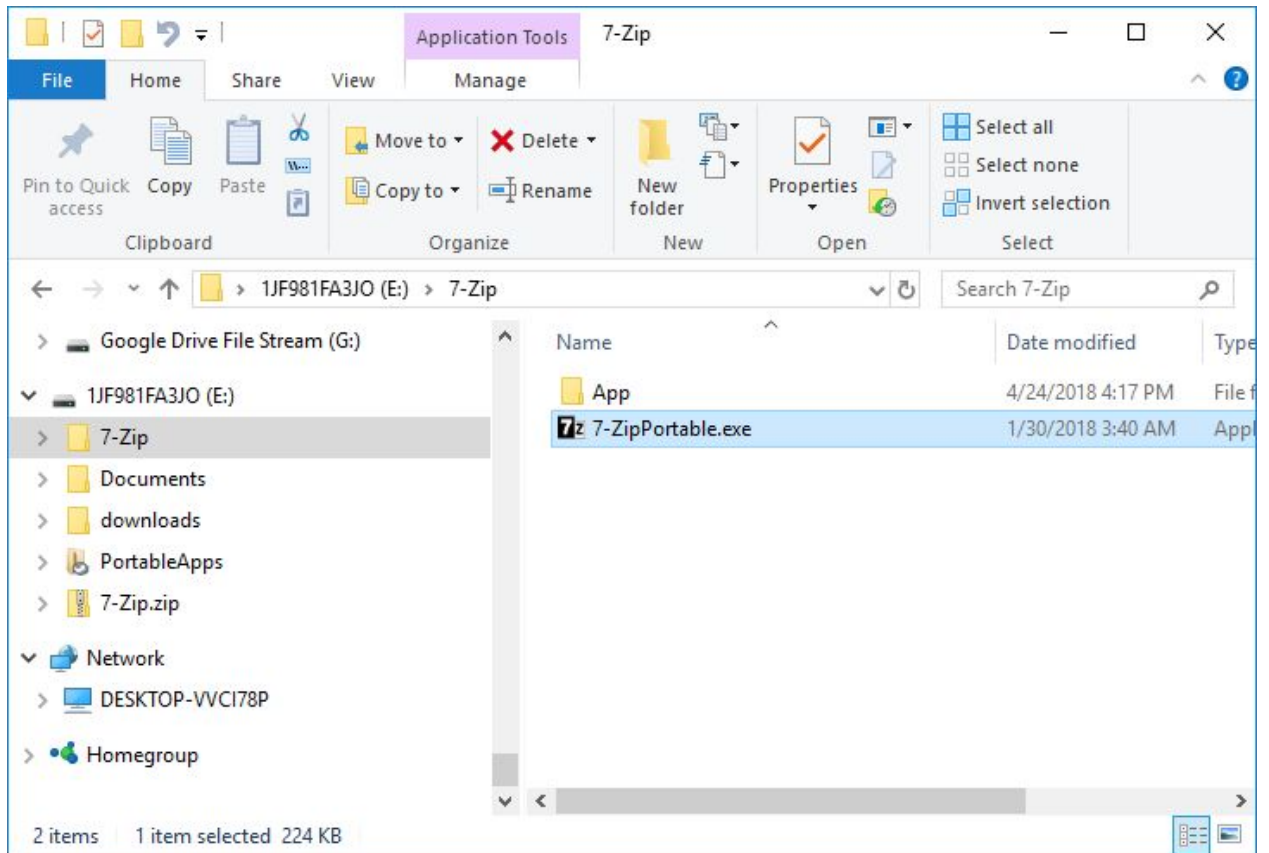 Application Tools 7-Zip
File Home Share View Manage
Pin to Quick access Copy Paste
Move to Delete
Copy to Rename
New folder
Properties
Select all
Select none
Invert selection
Clipboard Organize New Open Select
1JF981FA3JO (E:) > 7-Zip Search 7-Zip
Google Drive File Stream (G:)
1JF981FA3JO (E:)
7-Zip
Documents
downloads
PortableApps
7-Zip.zip
Network
DESKTOP-VVCI78P
Homegroup
Name Date modified Type
App 4/24/2018 4:17 PM File f
7-ZipPortable.exe 1/30/2018 3:40 AM Appl
2 items 1 item selected 224 KB